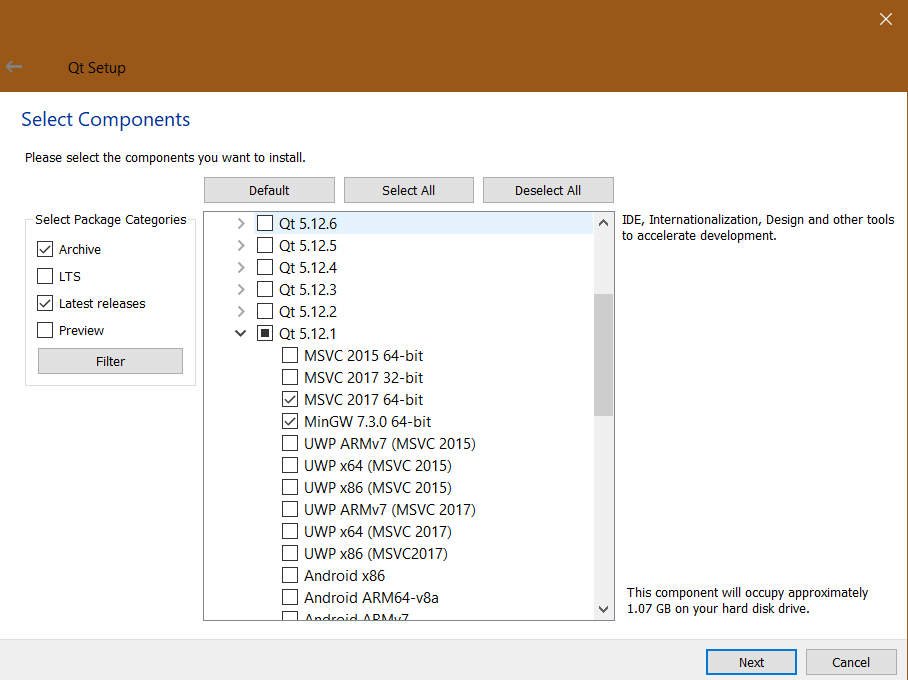 Qt Setup
Select Components
Please select the components you want to install.
Default
Select All
Deselect All
Select Package Categories
Archive
LTS
Latest releases
Preview
Filter
Qt 5.12.6
Qt 5.12.5
Qt 5.12.4
Qt 5.12.3
Qt 5.12.2
Qt 5.12.1
MSVC 2015 64-bit
MSVC 2017 32-bit
MSVC 2017 64-bit
MinGW 7.3.0 64-bit
UWP ARMv7 (MSVC 2015)
UWP x64 (MSVC 2015)
UWP x86 (MSVC 2015)
UWP ARMv7 (MSVC 2017)
UWP x64 (MSVC 2017)
UWP x86 (MSVC2017)
Android x86
Android ARM64-v8a
Android ARMv7
IDE, Internationalization, Design and other tools
to accelerate development.
This component will occupy approximately
1.07 GB on your hard disk drive.
Next
Cancel